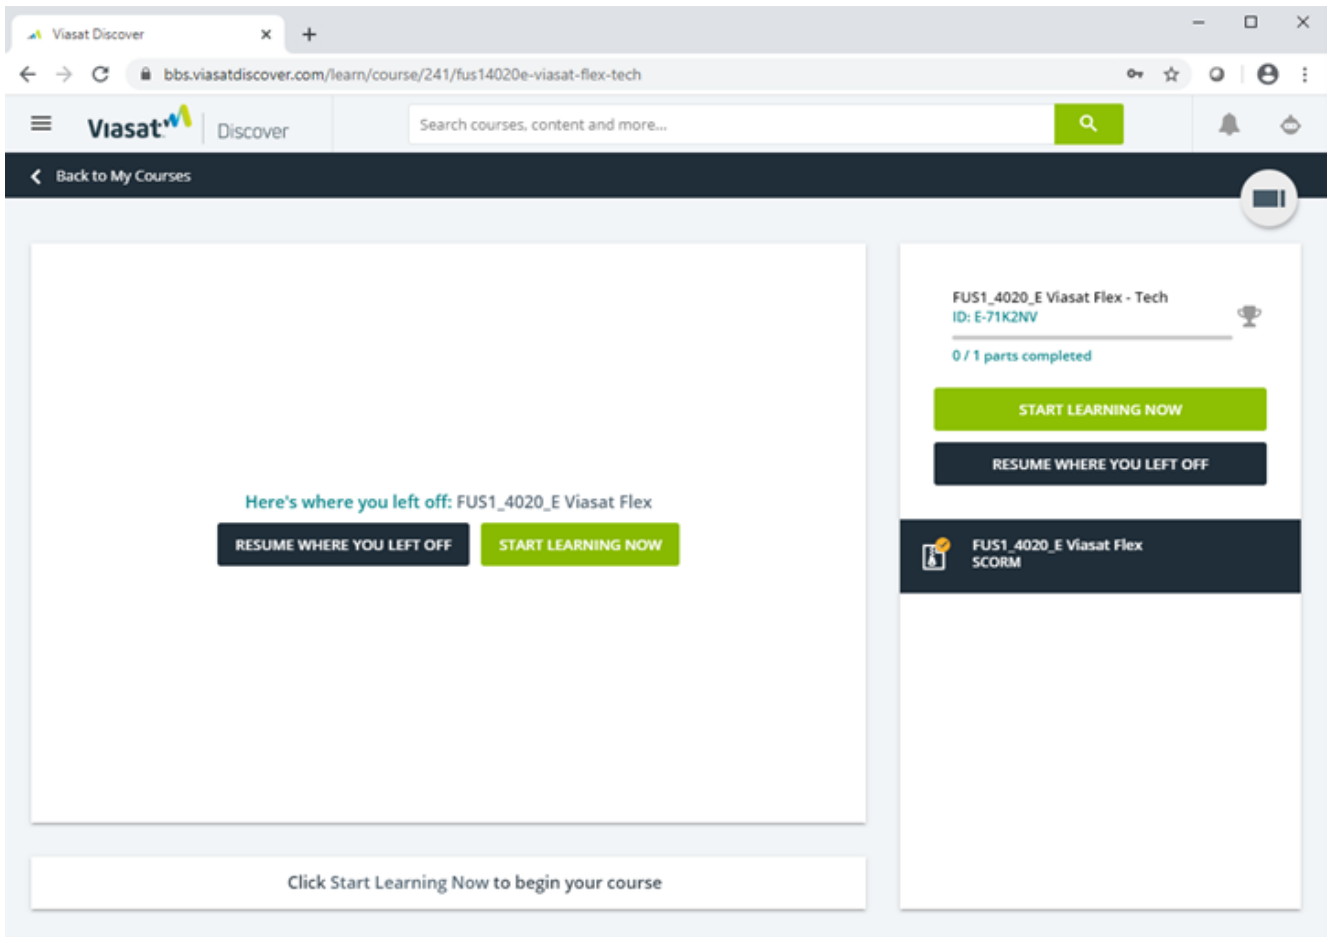 Viasat Discover
bbs.viasatdiscover.com/learn/course/241/fus14020e-viasat-flex-tech
Viasat Discover
Search courses, content and more...
Back to My Courses
Here's where you left off: FUS1_4020_E Viasat Flex
RESUME WHERE YOU LEFT OFF START LEARNING NOW
Click Start Learning Now to begin your course
FUS1_4020_E Viasat Flex - Tech
ID: E-71K2NV
0 / 1 parts completed
START LEARNING NOW
RESUME WHERE YOU LEFT OFF
FUS1_4020_E Viasat Flex
SCORM